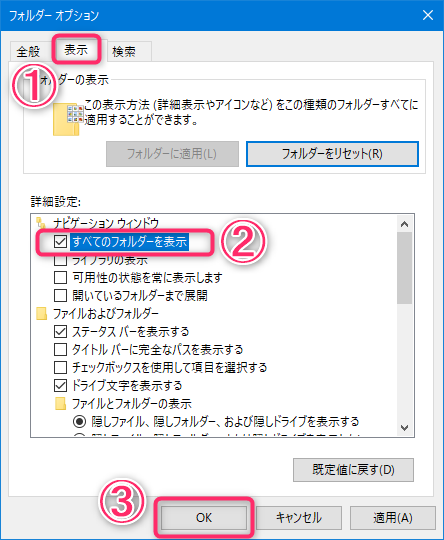 フォルダー オプション
全般
表示
検索
①
フォルダーの表示
この表示方法 (詳細表示やアイコンなど) をこの種類のフォルダーすべてに
適用することができます。
フォルダーに適用(L)
フォルダーをリセット(R)
詳細設定:
ナビゲーション ウィンドウ
すべてのフォルダーを表示
②
ライブラリの表示
可用性の状態を常に表示します
開いているフォルダーまで展開
ファイルおよびフォルダー
ステータス バーを表示する
タイトル バーに完全なパスを表示する
チェックボックスを使用して項目を選択する
ドライブ文字を表示する
ファイルとフォルダーの表示
隠しファイル、隠しフォルダー、および隠しドライブを表示する
既定値に戻す(D)
③
OK
キャンセル
適用(A)